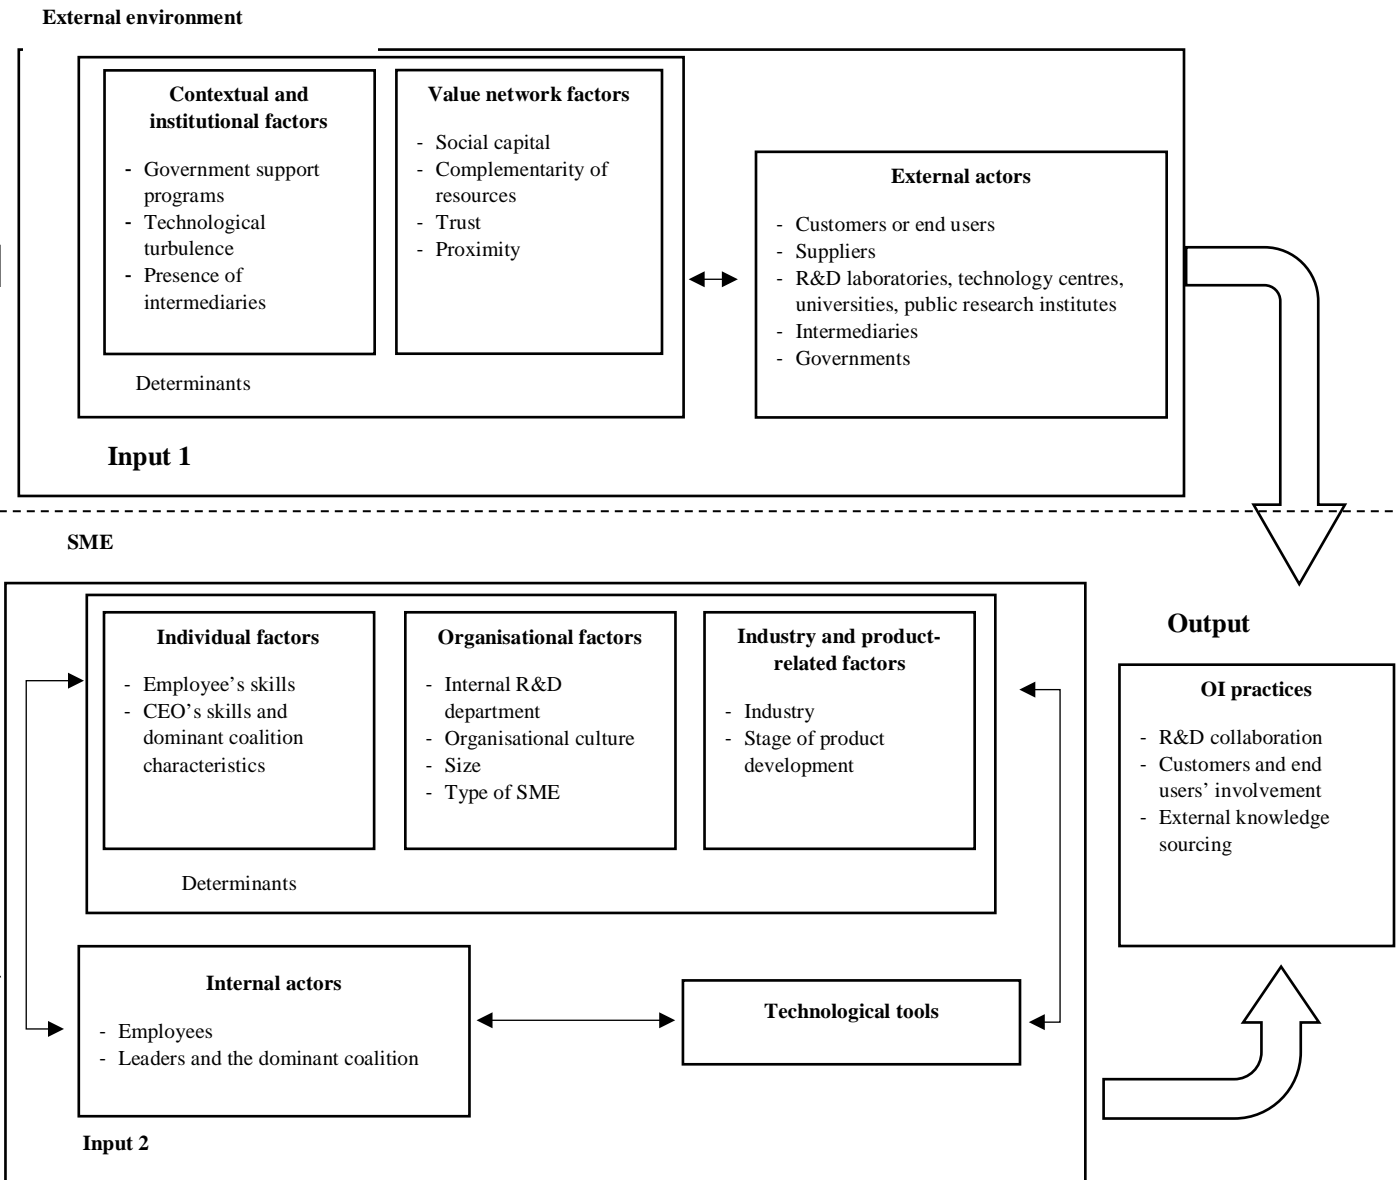 External environment
Contextual and
institutional factors
- Government support
programs
- Technological
turbulence
- Presence of
intermediaries
Value network factors
- Social capital
- Complementarity of
resources
- Trust
- Proximity
Determinants
External actors
- Customers or end users
- Suppliers
- R&D laboratories, technology centres,
universities, public research institutes
- Intermediaries
- Governments
Input 1
SME
Individual factors
- Employee’s skills
- CEO’s skills and
dominant coalition
characteristics
Organisational factors
- Internal R&D
department
- Organisational culture
- Size
- Type of SME
Industry and product-
related factors
- Industry
- Stage of product
development
Determinants
Internal actors
- Employees
- Leaders and the dominant coalition
Technological tools
Input 2
Output
OI practices
- R&D collaboration
- Customers and end
users’ involvement
- External knowledge
sourcing